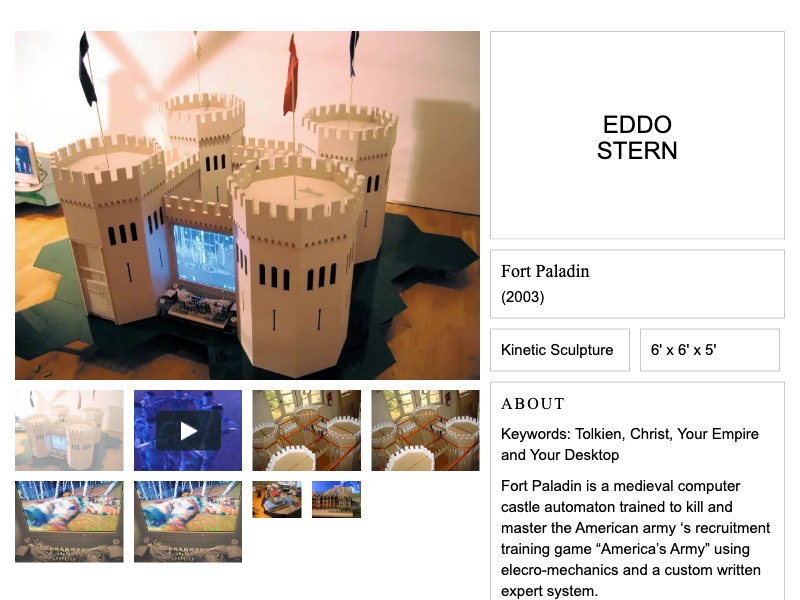 EDDO
STERN
Fort Paladin
(2003)
Kinetic Sculpture
6' x 6' x 5'
ABOUT
Keywords: Tolkien, Christ, Your Empire
and Your Desktop
Fort Paladin is a medieval computer
castle automaton trained to kill and
master the American army ‘s recruitment
training game “America’s Army” using
elecro-mechanics and a custom written
expert system.